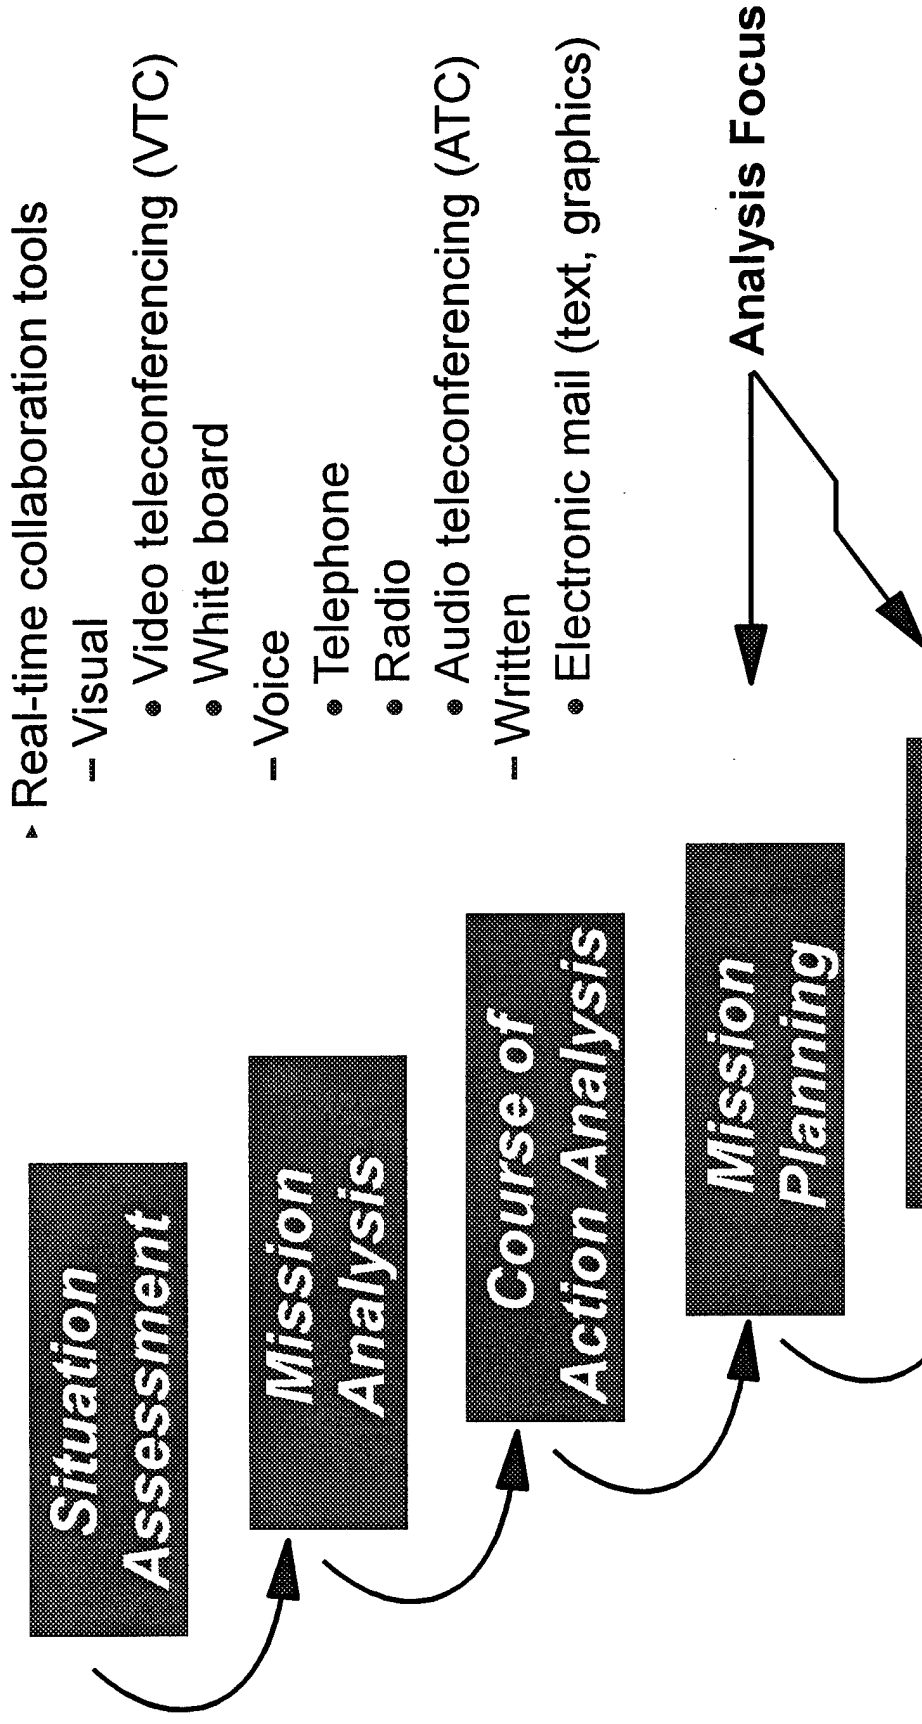 ▸ Real-time collaboration tools
– Visual
• Video teleconferencing (VTC)
• White board
– Voice
• Telephone
• Radio
• Audio teleconferencing (ATC)
– Written
• Electronic mail (text, graphics)
Situation
Assessment
Mission
Analysis
Course of
Action Analysis
Mission
Planning
Analysis Focus